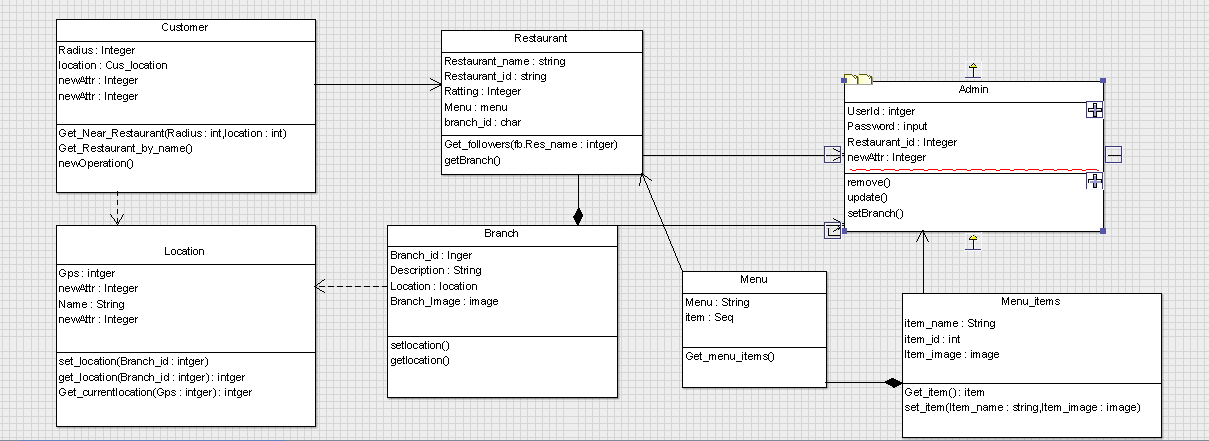 Customer
Radius : Integer
location : Cus_location
newAttr : Integer
newAttr : Integer
Get_Near_Restaurant(Radius : int,location : int)
Get_Restaurant_by_name()
newOperation()
Restaurant
Restaurant_name : string
Restaurant_id : string
Ratting : Integer
Menu : menu
branch_id : char
Get_followers(fb.Res_name : intger)
getBranch()
Admin
UserId : intger
Password : input
Restaurant_id : Integer
newAttr : Integer
remove()
update()
setBranch()
Location
Gps : intger
newAttr : Integer
Name : String
newAttr : Integer
set_location(Branch_id : intger)
get_location(Branch_id : intger) : intger
Get_currentlocation(Gps : intger) : intger
Branch
Branch_id : Inger
Description : String
Location : location
Branch_Image : image
setlocation()
getlocation()
Menu
Menu : String
item : Seq
Get_menu_items()
Menu_items
item_name : String
item_id : int
Item_image : image
Get_item() : item
set_item(Item_name : string,Item_image : image)